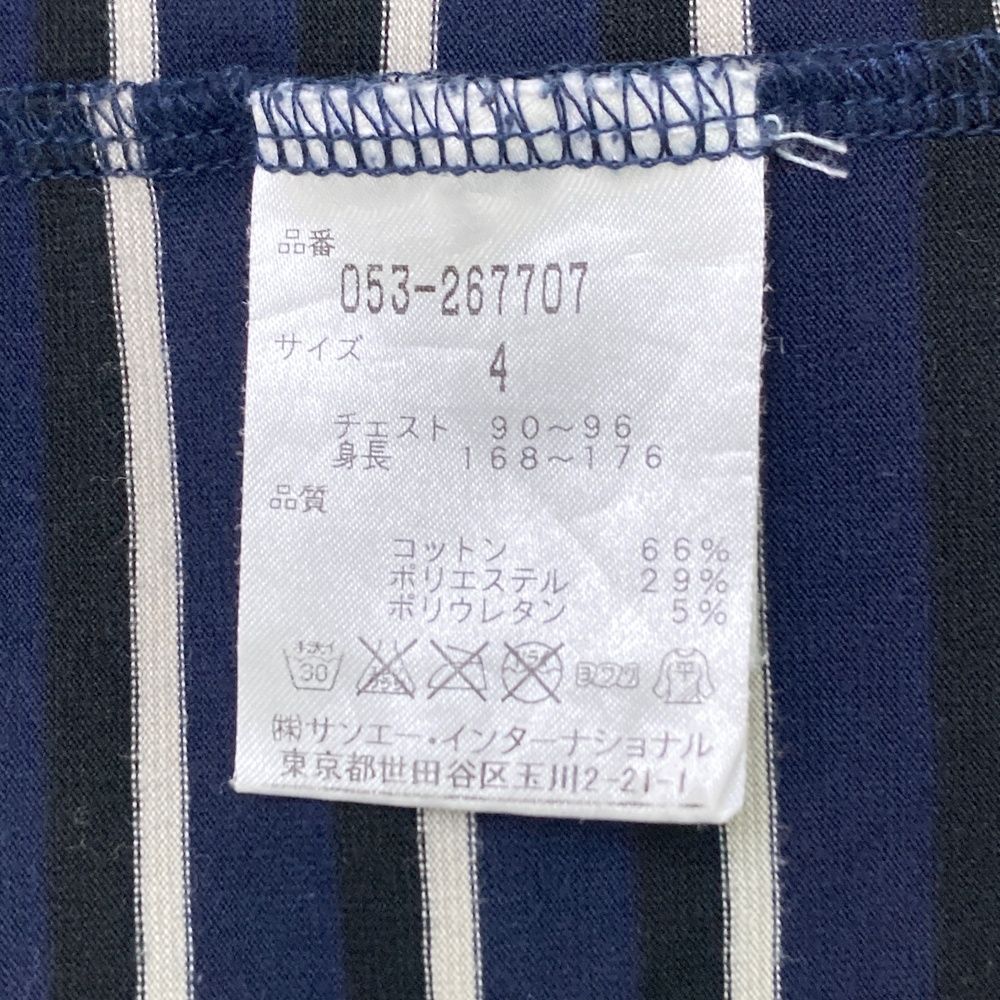 品番
053-267707
サイズ
4
チェスト 90～96
身長 168～176
品質
コットン 66%
ポリエステル 29%
ポリウレタン 5%
30 平
㈱サンエー・インターナショナル
東京都世田谷区玉川2-21-1